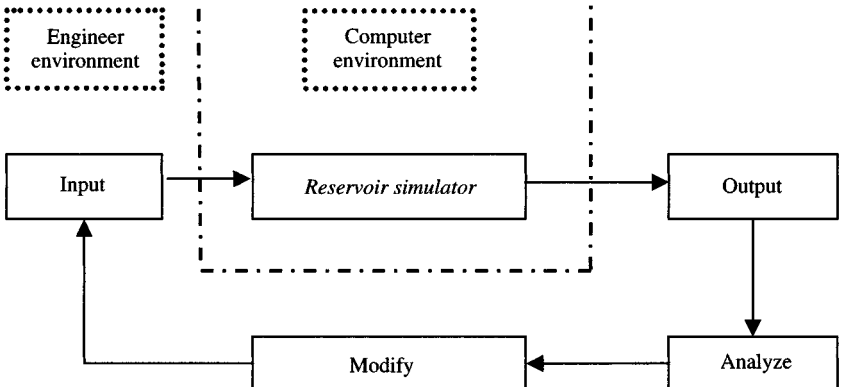 Engineer
environment
Computer
environment
Input
Reservoir simulator
Output
Modify
Analyze